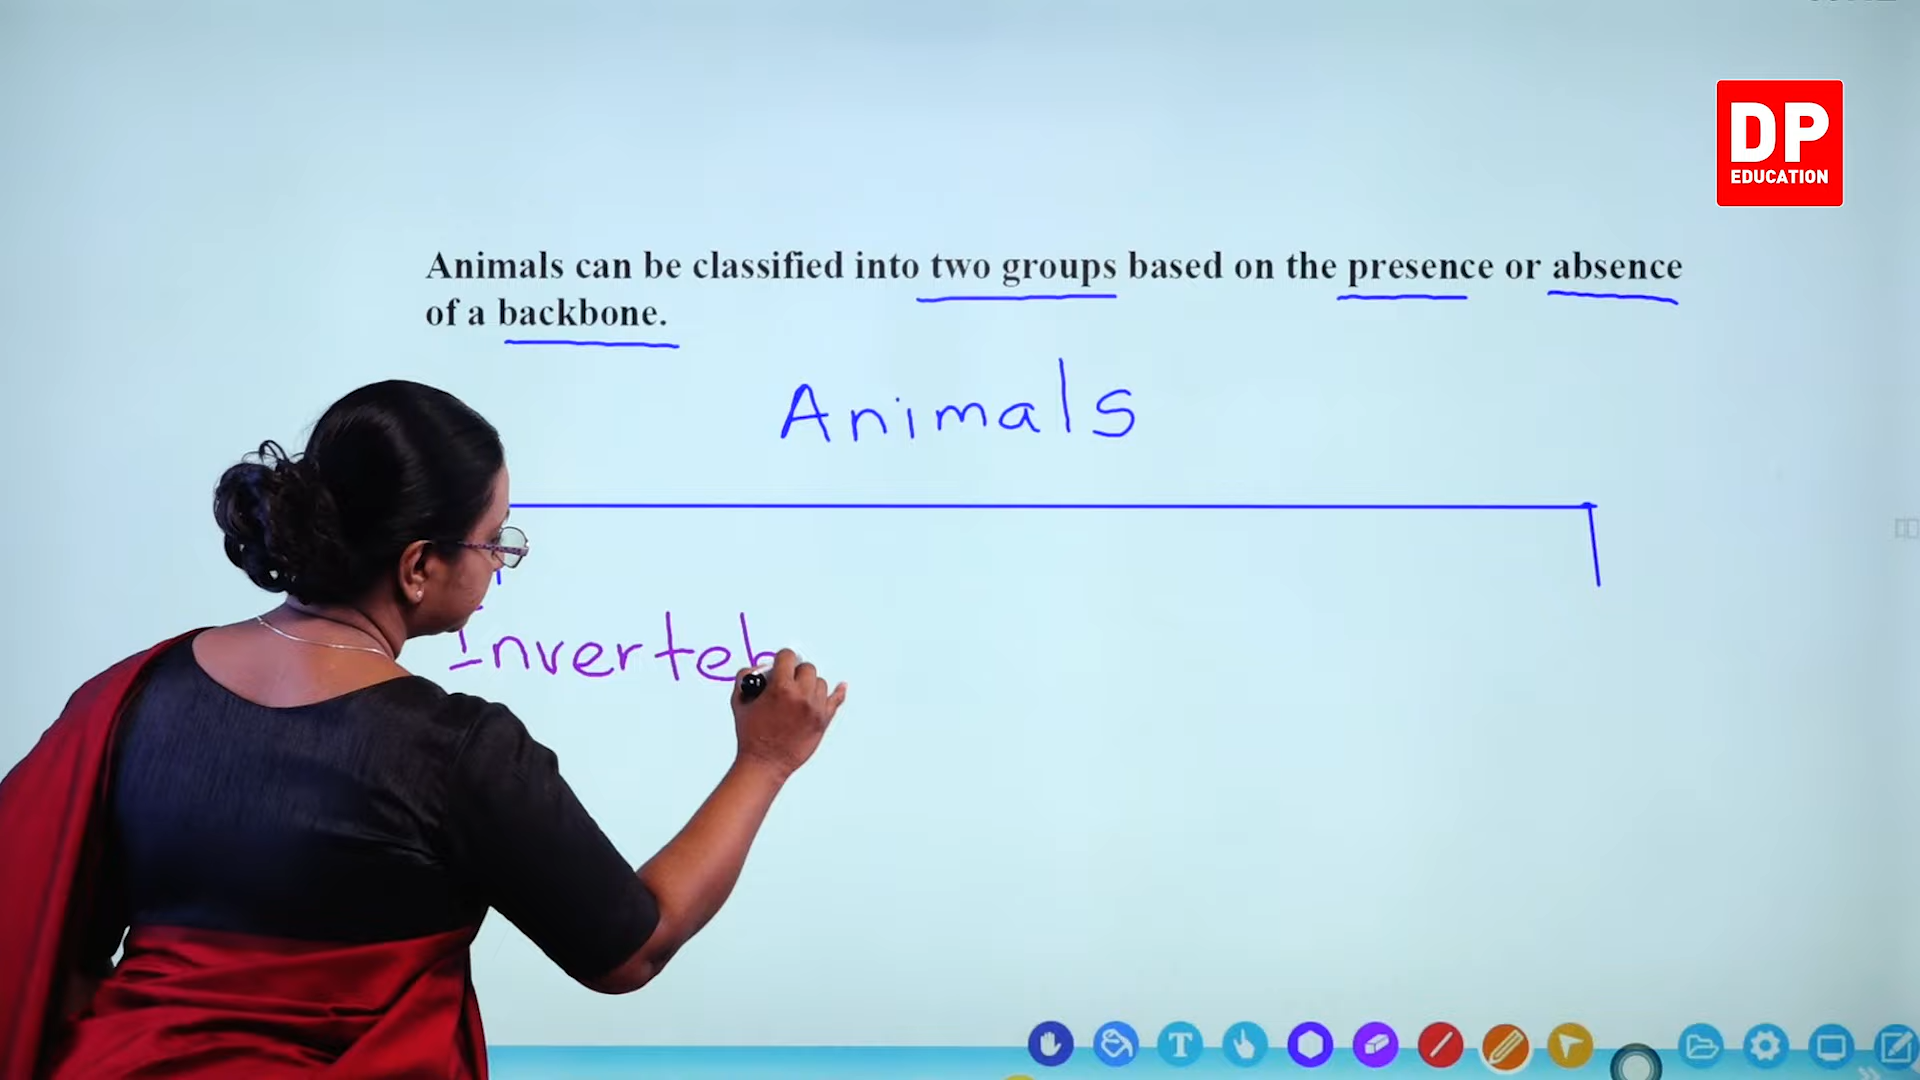 DP
EDUCATION
Animals can be classified into two groups based on the presence or absence
of a backbone.
Animals
Inverteb